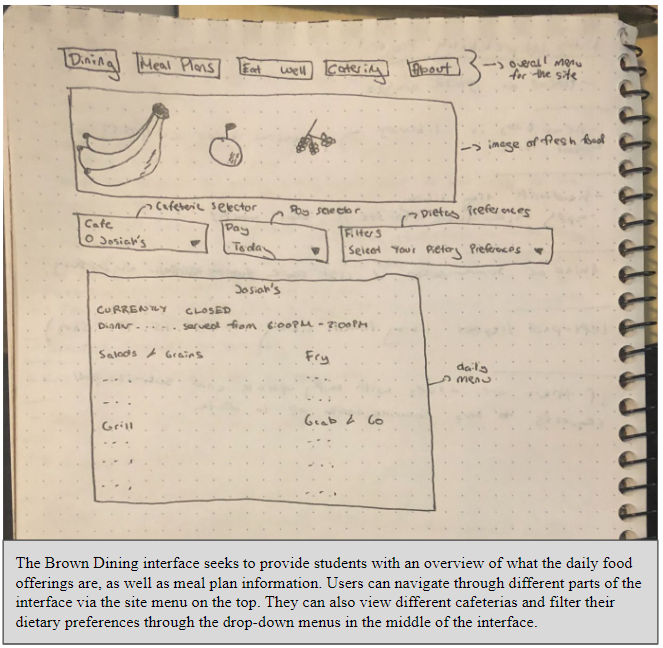 Dining Meal Plans Eat well Catering About → overall menu
for the site
→ image of fresh food
→ Cafeteria selector → Day selector → Dietary Preferences
Cafe
O Josiah's
Day
Today
Filters
Select Your Dietary Preferences
Josiah's
CURRENTLY CLOSED
Dinner ...... served from 6:00PM -
Salads & Grains Fry
Grill Grab & Go
→ daily
menu
The Brown Dining interface seeks to provide students with an overview of what the daily food
offerings are, as well as meal plan information. Users can navigate through different parts of the
interface via the site menu on the top. They can also view different cafeterias and filter their
dietary preferences through the drop-down menus in the middle of the interface.